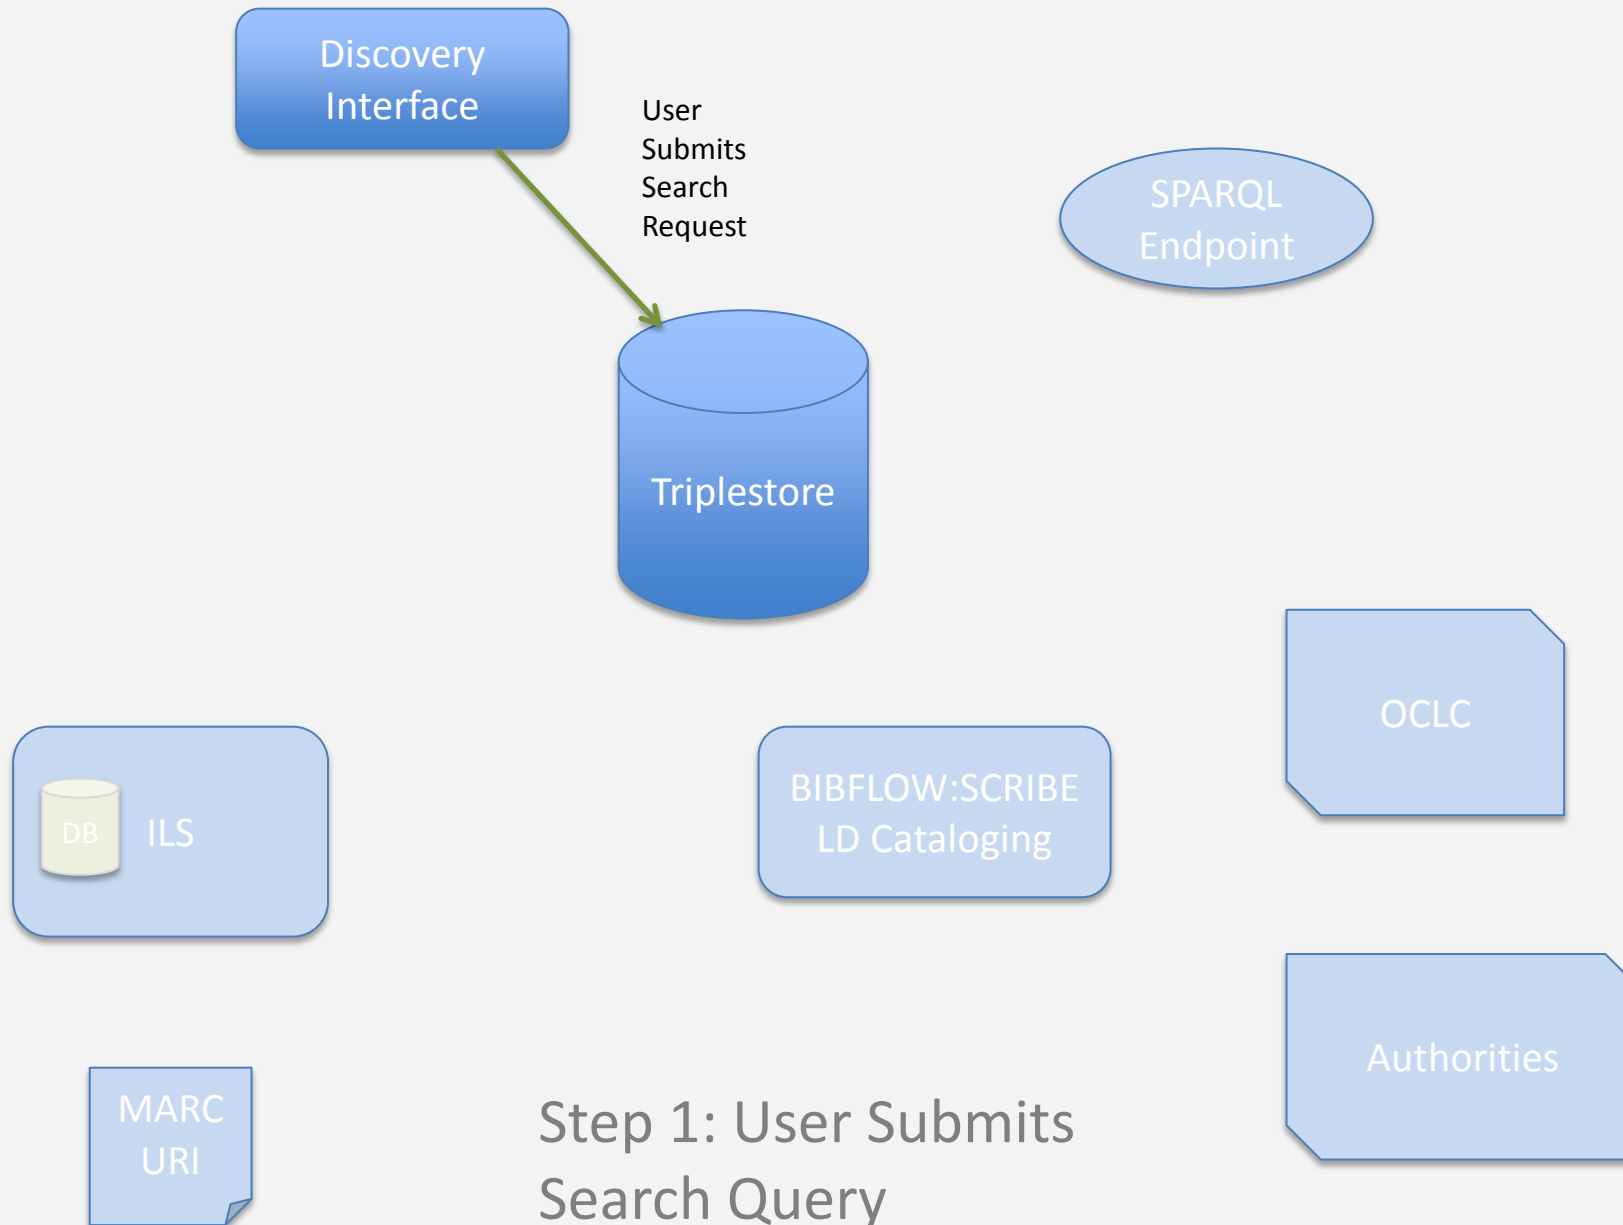 Discovery
Interface
User
Submits
Search
Request
SPARQL
Endpoint
Triplestore
OCLC
BIBFLOW:SCRIBE
LD Cataloging
DB
ILS
Authorities
MARC
URI
Step 1: User Submits
Search Query